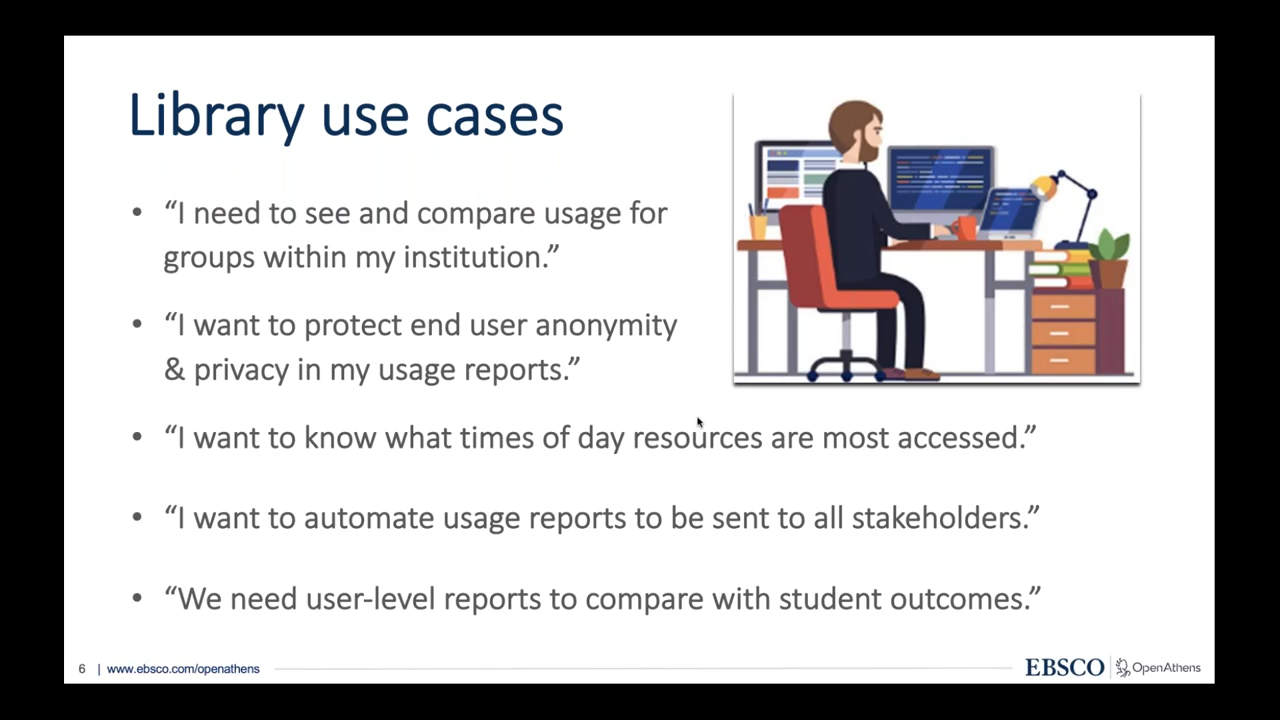 Library use cases
• “I need to see and compare usage for
groups within my institution.”
• “I want to protect end user anonymity
& privacy in my usage reports.”
• “I want to know what times of day resources are most accessed.”
• “I want to automate usage reports to be sent to all stakeholders.”
• “We need user-level reports to compare with student outcomes.”
6 | www.ebsco.com/openathens
EBSCO | OpenAthens